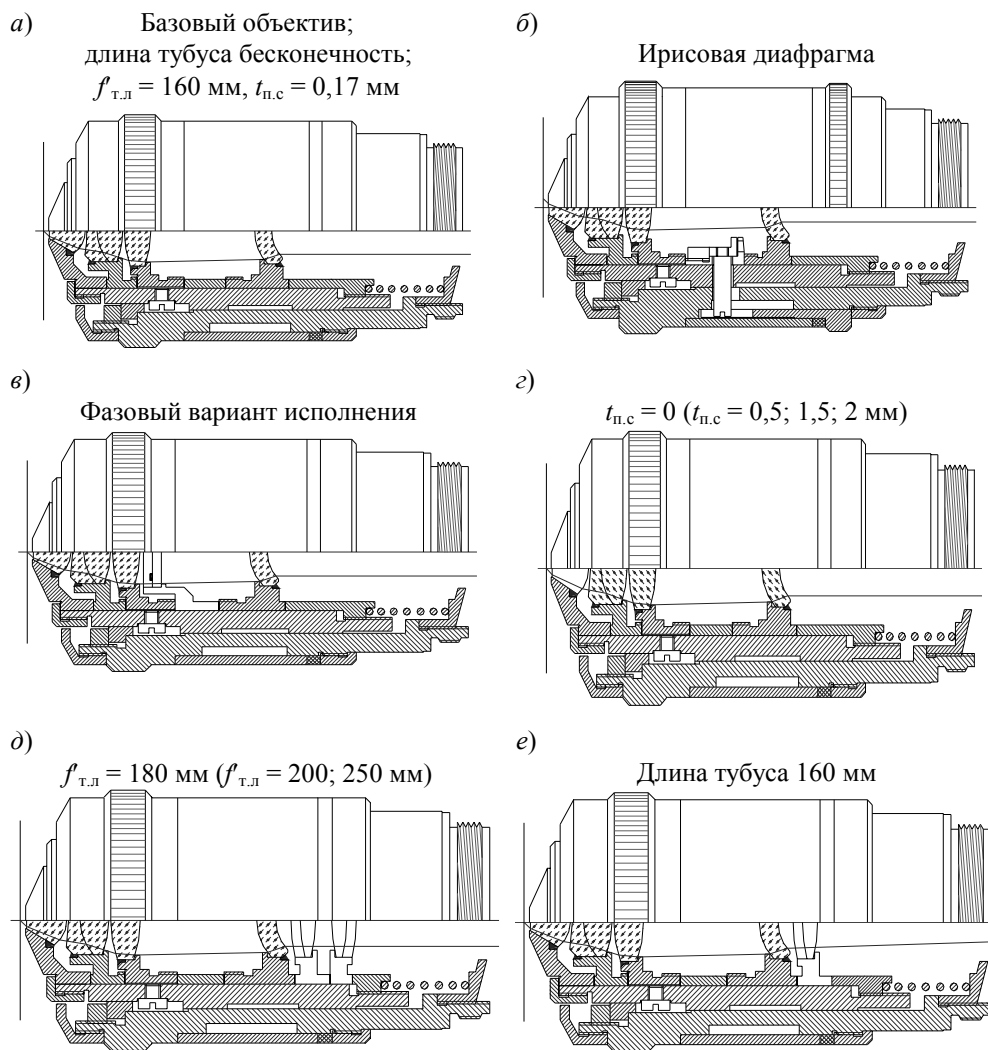 а)
Базовый объектив;
длина тубуса бесконечность;
f′т.л = 160 мм, tп.с = 0,17 мм
б)
Ирисовая диафрагма
в)
Фазовый вариант исполнения
г)
tп.с = 0 (tп.с = 0,5; 1,5; 2 мм)
д)
f′т.л = 180 мм (f′т.л = 200; 250 мм)
е)
Длина тубуса 160 мм